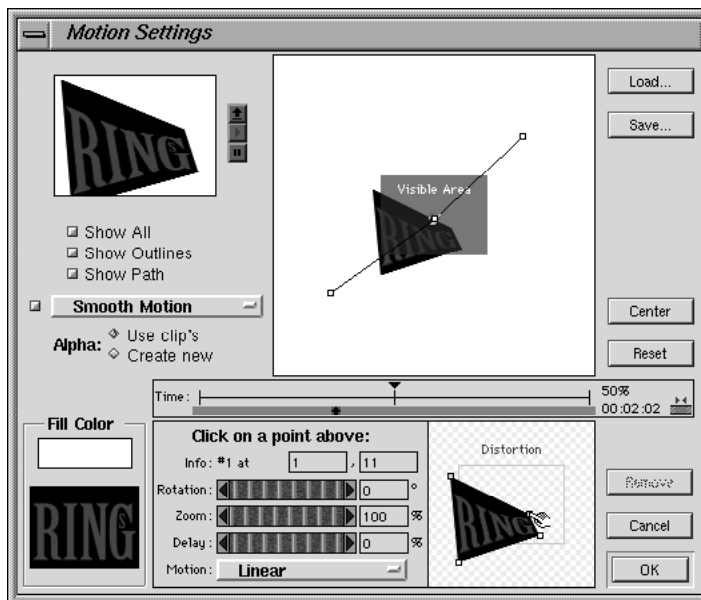 Motion Settings
RINGS
Load...
Save...
Visible Area
RING
Show All
Show Outlines
Show Path
Smooth Motion
Alpha: Use clip's
Create new
Center
Reset
Time: 50%
00:02:02
Fill Color
RINGS
Click on a point above:
Info: #1 at 1 , 11
Rotation: 0 °
Zoom: 100 %
Delay: 0 %
Motion: Linear
Distortion
RING
Remove
Cancel
OK